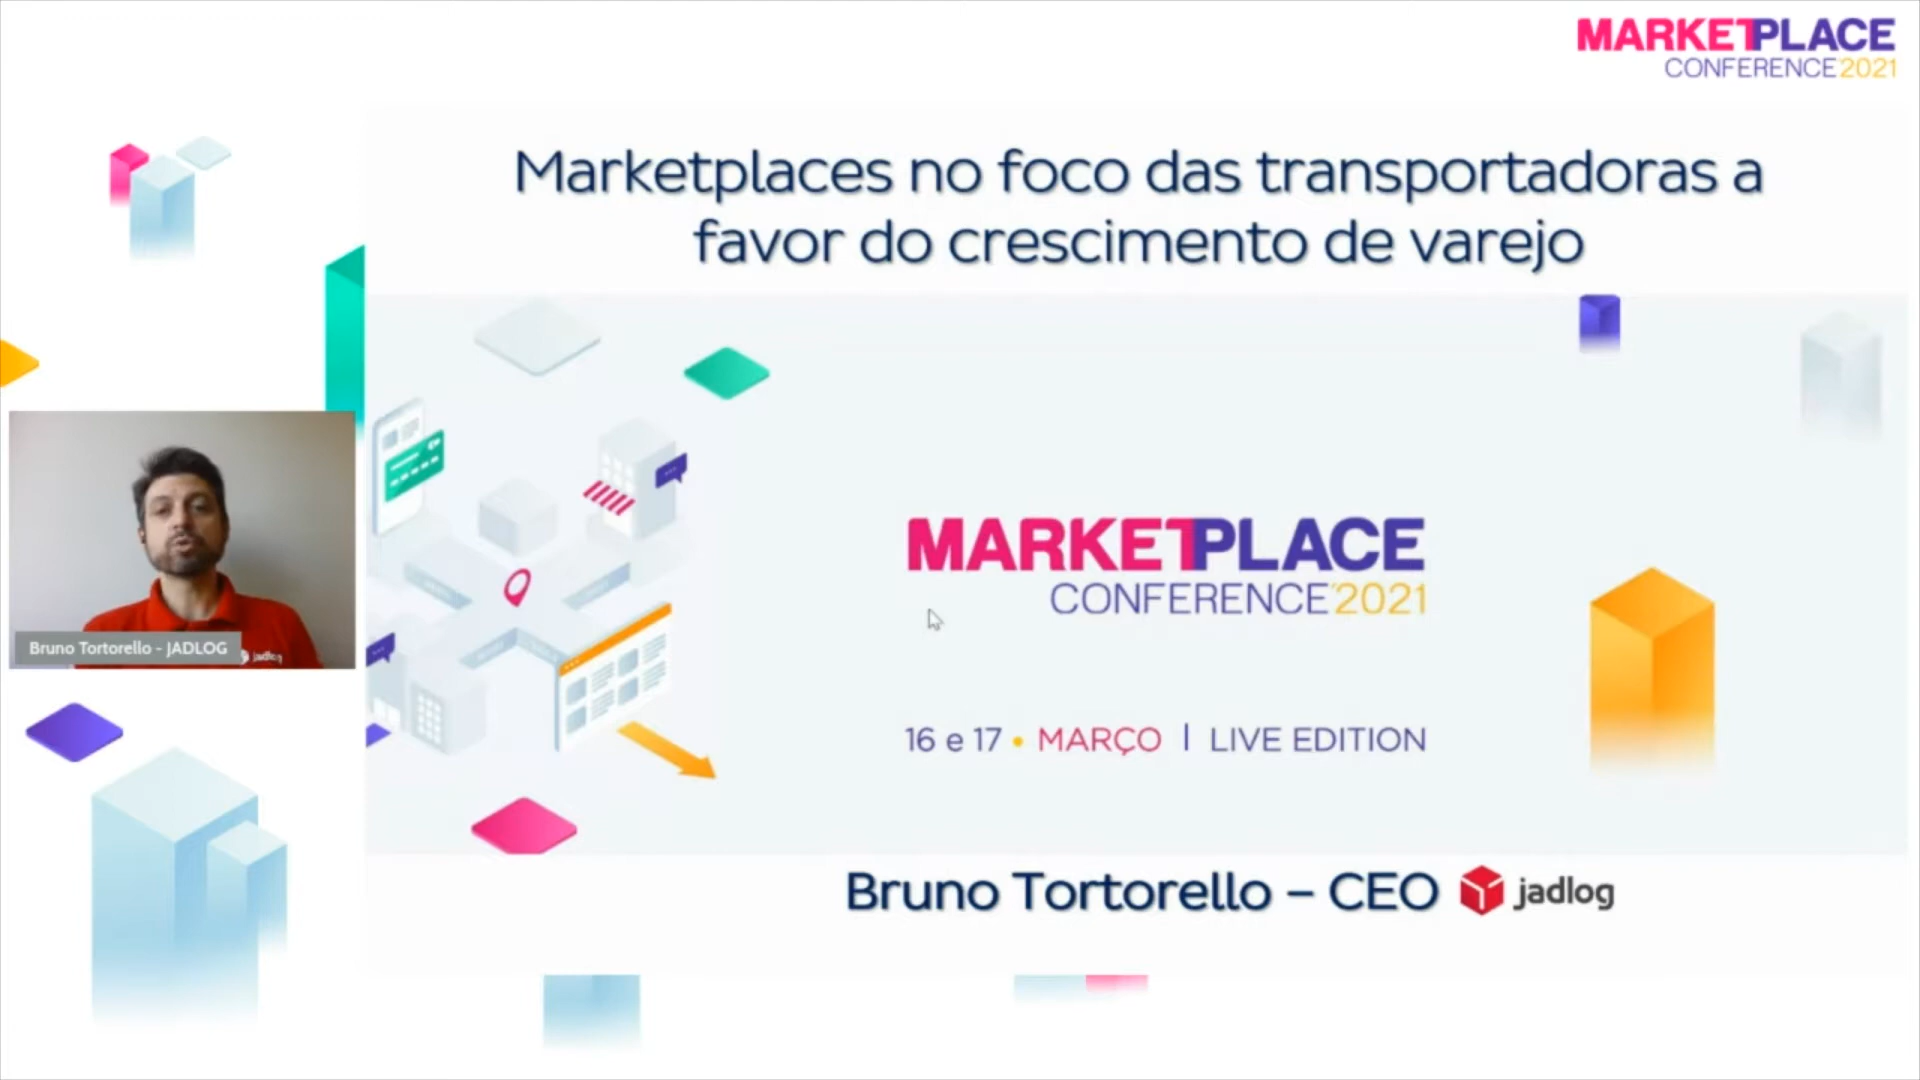 MARKETPLACE
CONFERENCE 2021
Marketplaces no foco das transportadoras a
favor do crescimento de varejo
MARKETPLACE
CONFERENCE'2021
16 e 17 • MARÇO | LIVE EDITION
Bruno Tortorello - JADLOG
jadlog
Bruno Tortorello – CEO jadlog